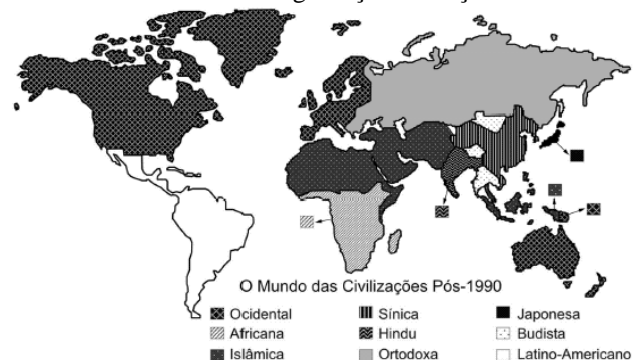 O Mundo das Civilizações Pós-1990
Ocidental
Sínica
Japonesa
Africana
Hindu
Budista
Islâmica
Ortodoxa
Latino-Americano